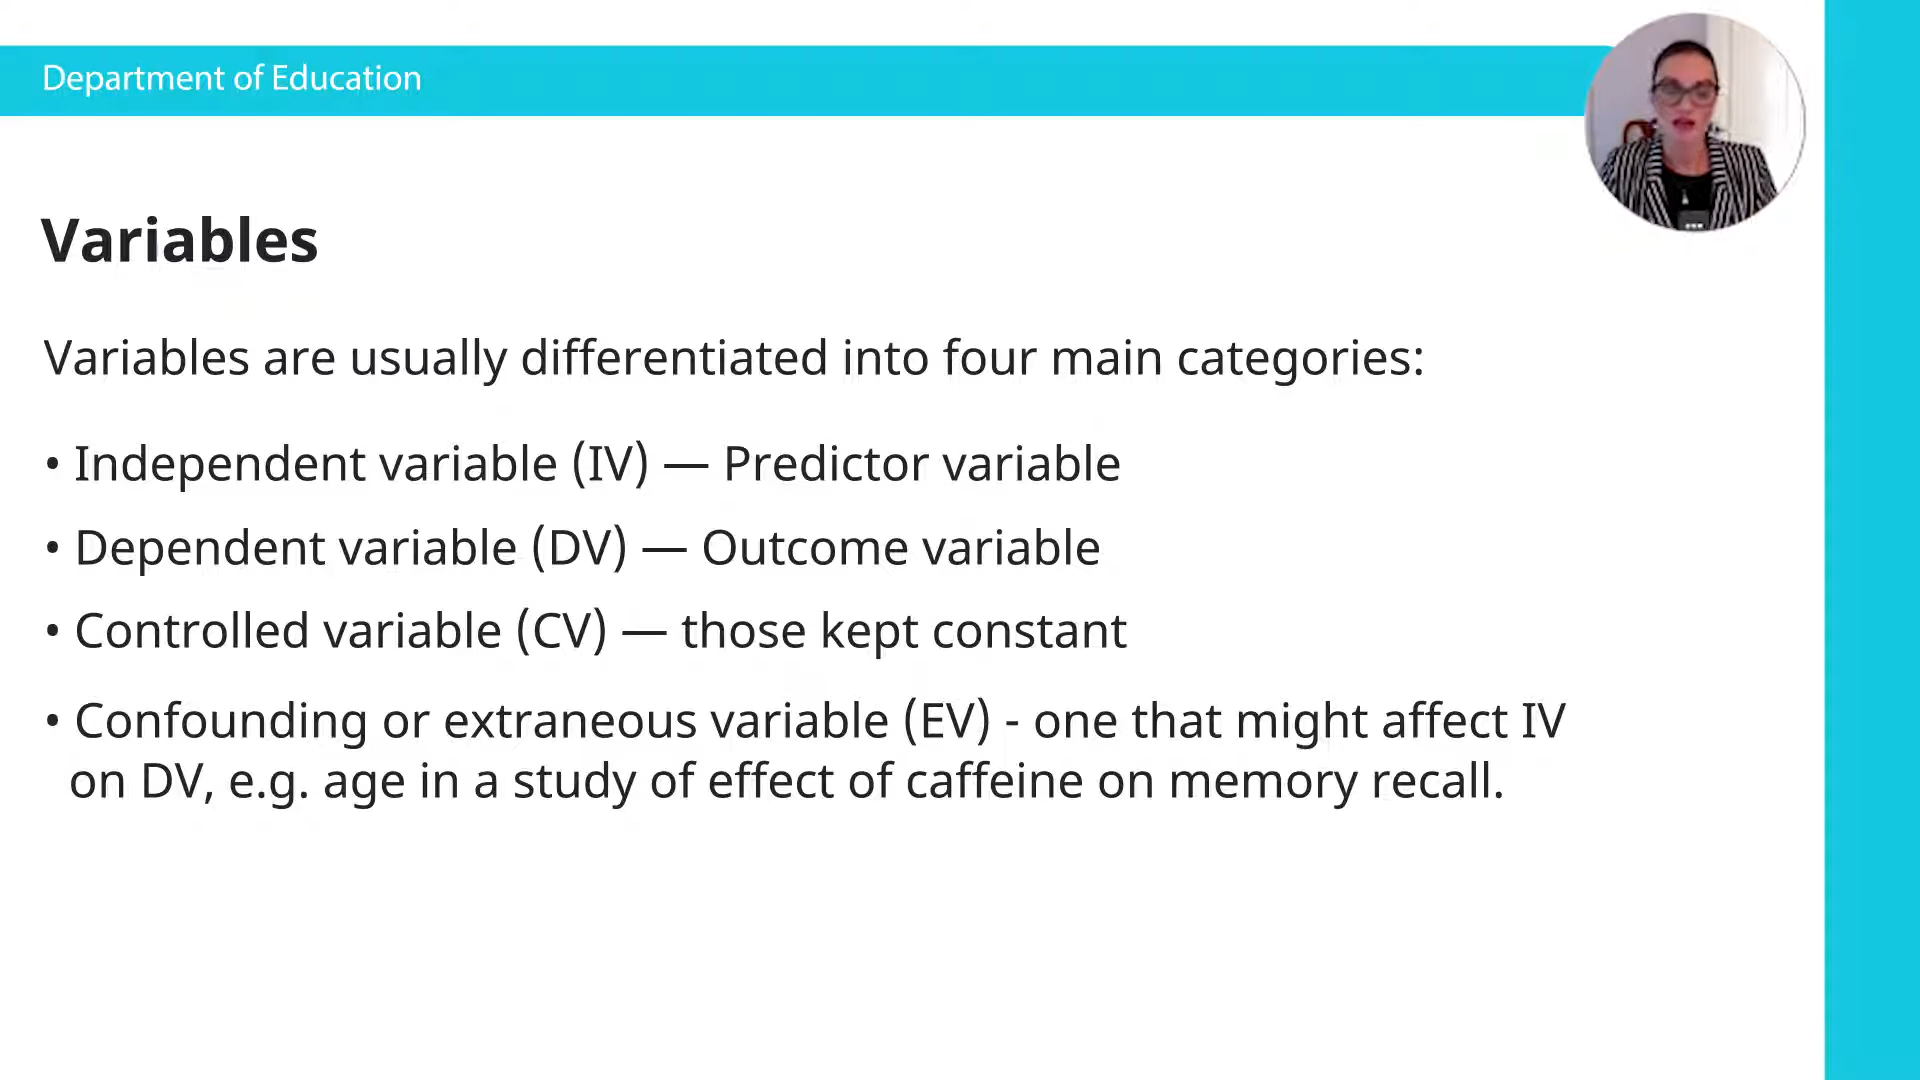 Department of Education
Variables
Variables are usually differentiated into four main categories:
• Independent variable (IV) — Predictor variable
• Dependent variable (DV) — Outcome variable
• Controlled variable (CV) — those kept constant
• Confounding or extraneous variable (EV) - one that might affect IV
on DV, e.g. age in a study of effect of caffeine on memory recall.